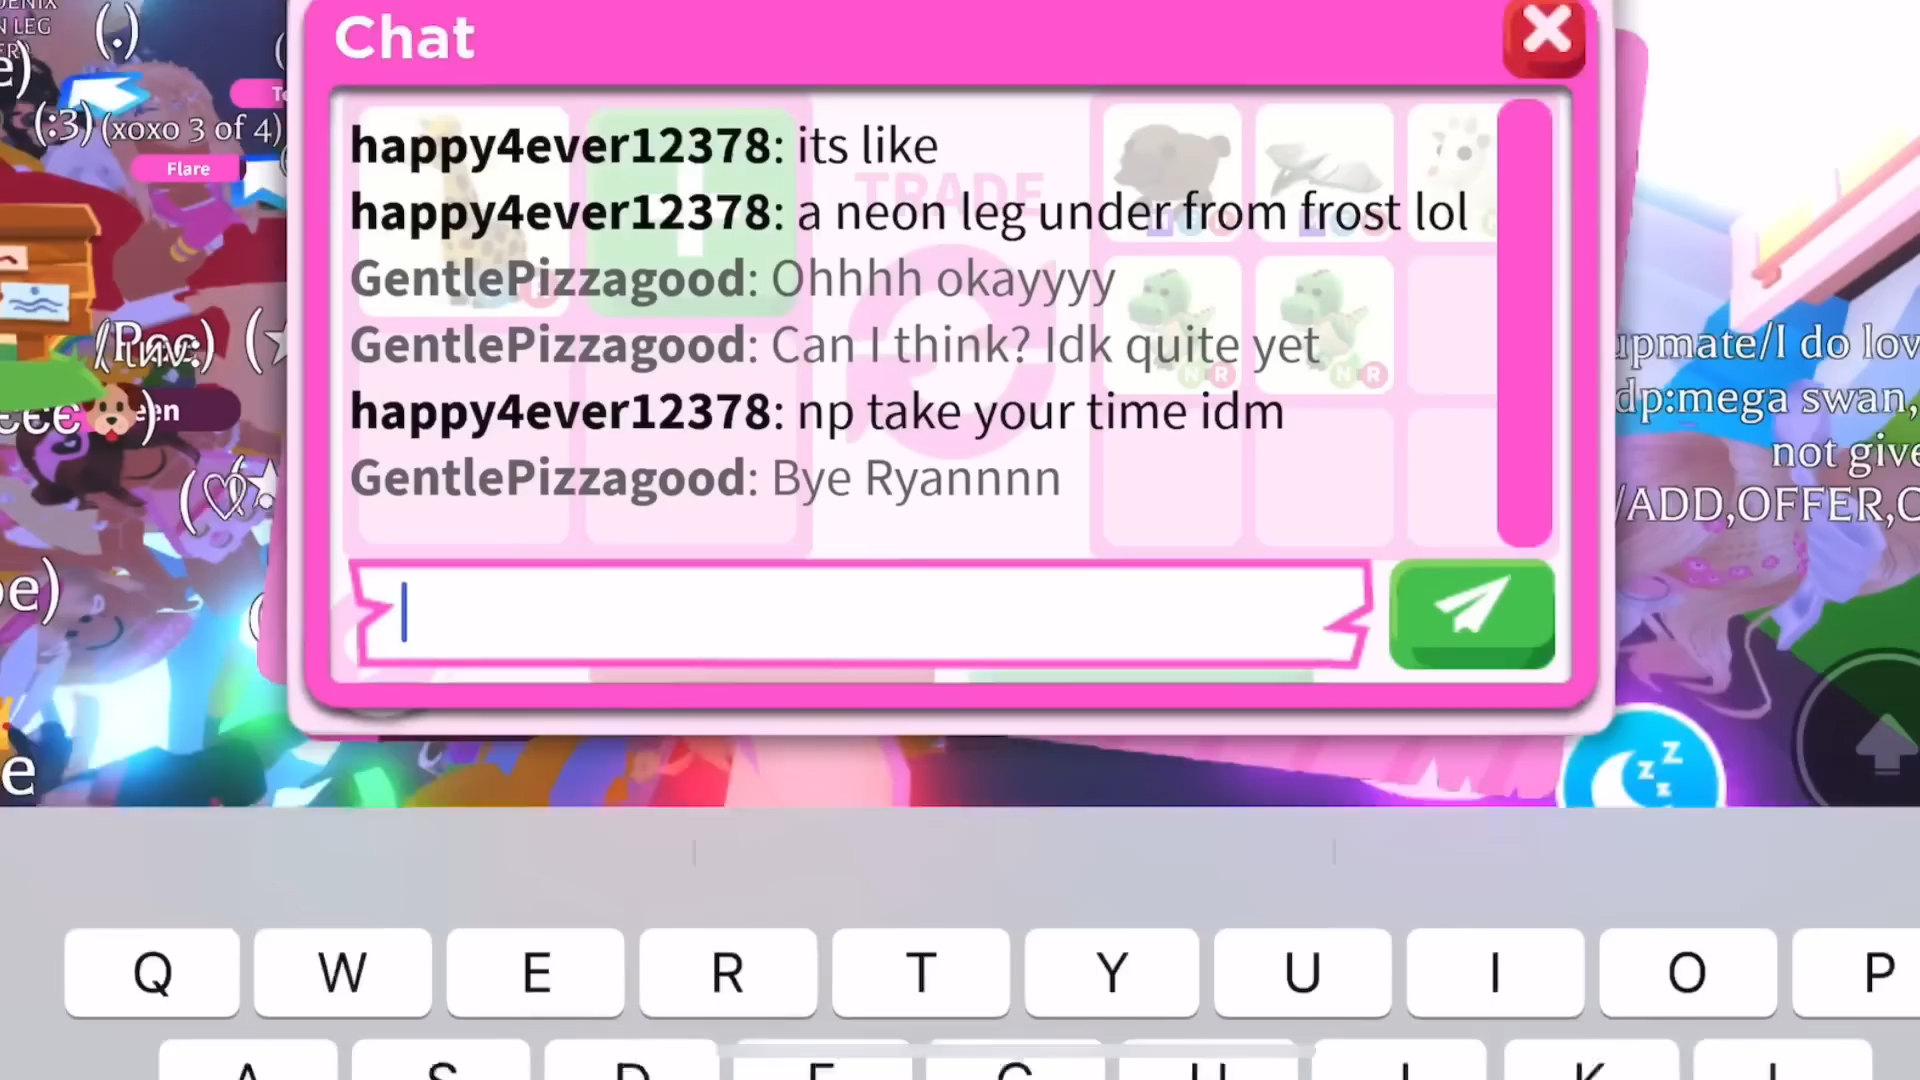 N LEG
(.)
e)
(:3)
(xoxo 3 of 4)
Flare
Chat
TRADE
happy4ever12378: its like
happy4ever12378: a neon leg under from frost lol
GentlePizzagood: Ohhhh okayyyy
GentlePizzagood: Can I think? Idk quite yet
N R
N R
happy4ever12378: np take your time idm
GentlePizzagood: Bye Ryannnn
upmate/I do lov
dp:mega swan,
not give
/ADD,OFFER,C
e
z z z
Q W E R T Y U I O P
A S D F G H J K L